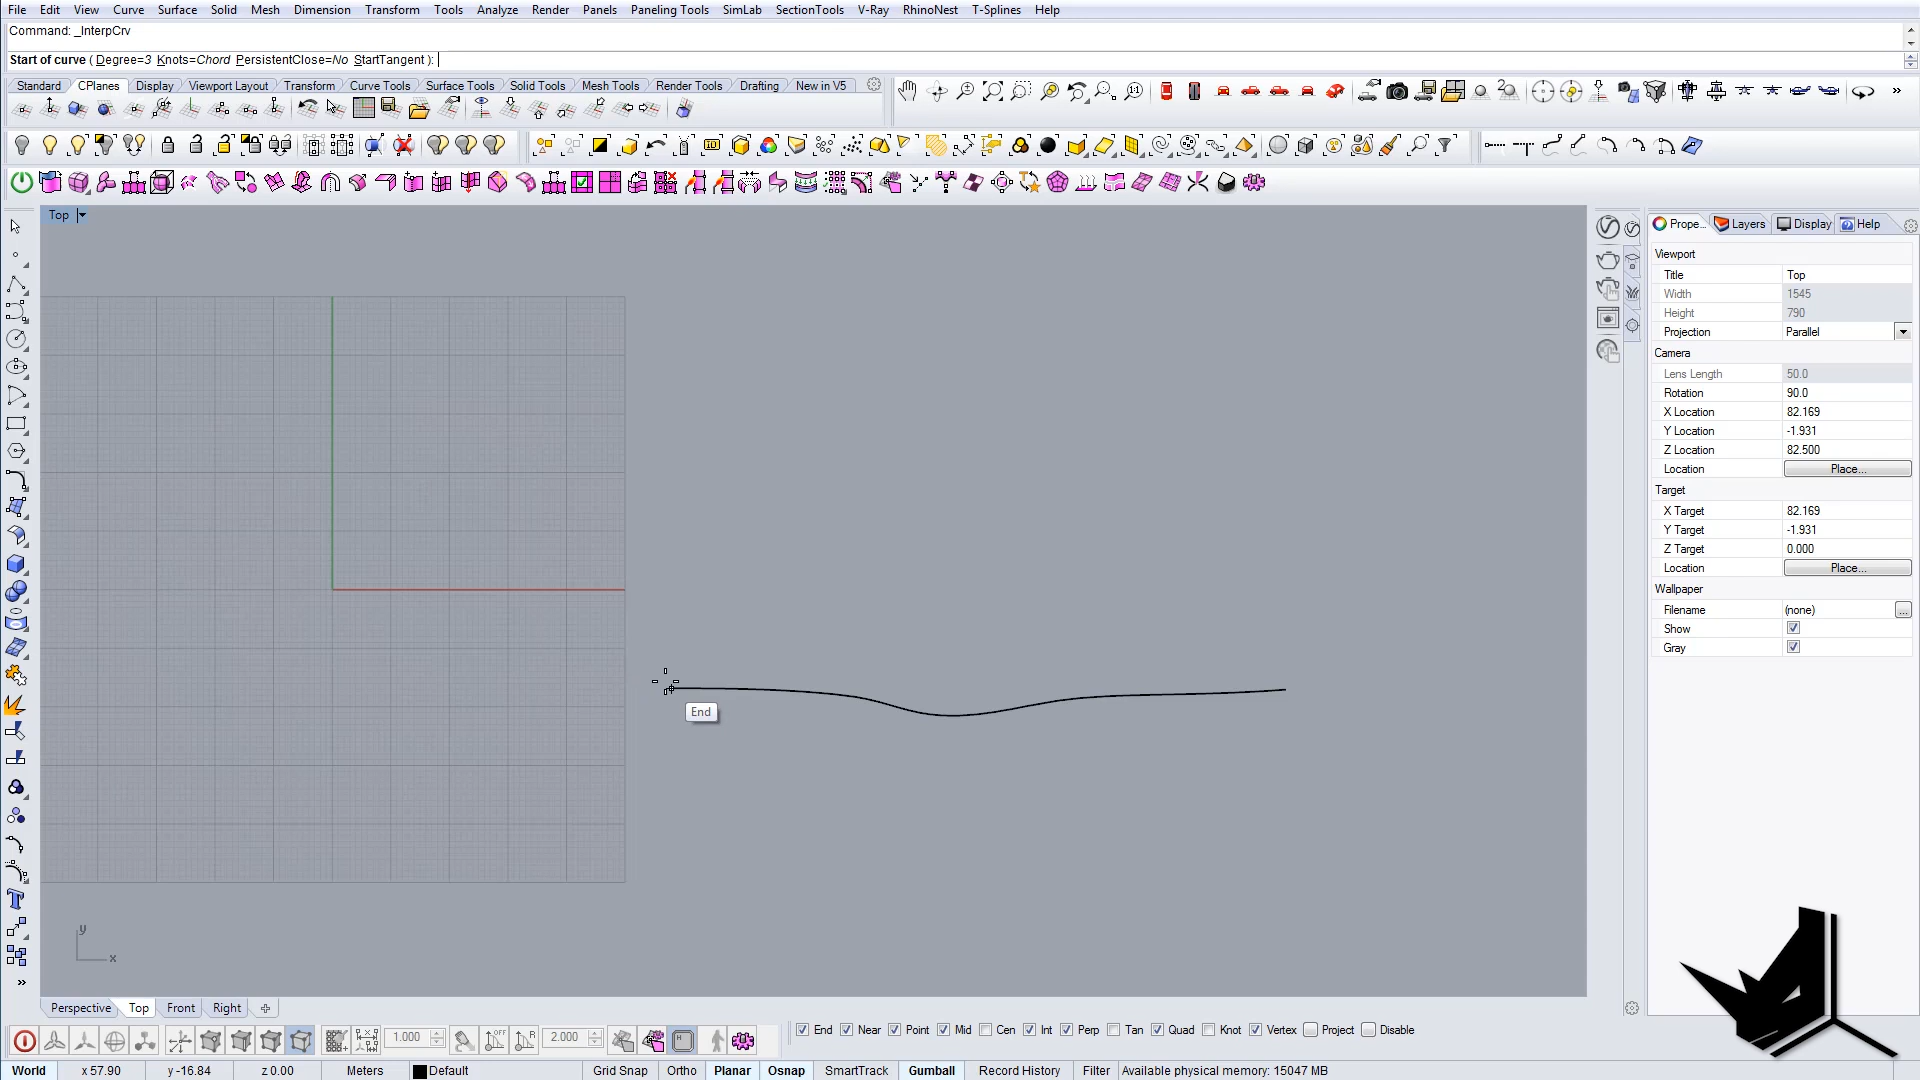 File Edit View Curve Surface Solid Mesh Dimension Transform Tools Analyze Render Panels Paneling Tools SimLab SectionTools V-Ray RhinoNest T-Splines Help
Command: _InterpCrv
Start of curve ( Degree=3 Knots=Chord PersistentClose=No StartTangent ):
Standard CPlanes Display Viewport Layout Transform Curve Tools Surface Tools Solid Tools Mesh Tools Render Tools Drafting New in V5
Top
Prope... Layers Display Help
Viewport
Title Top
Width 1545
Height 790
Projection Parallel
Camera
Lens Length 50.0
Rotation 90.0
X Location 82.169
Y Location -1.931
Z Location 82.500
Location Place...
Target
X Target 82.169
Y Target -1.931
Z Target 0.000
Location Place...
Wallpaper
Filename (none) ...
Show
Gray
End
y
x
Perspective Top Front Right
1.000 2.000
End Near Point Mid Cen Int Perp Tan Quad Knot Vertex Project Disable
World x 57.90 y -16.84 z 0.00 Meters Default Grid Snap Ortho Planar Osnap SmartTrack Gumball Record History Filter Available physical memory: 15047 MB